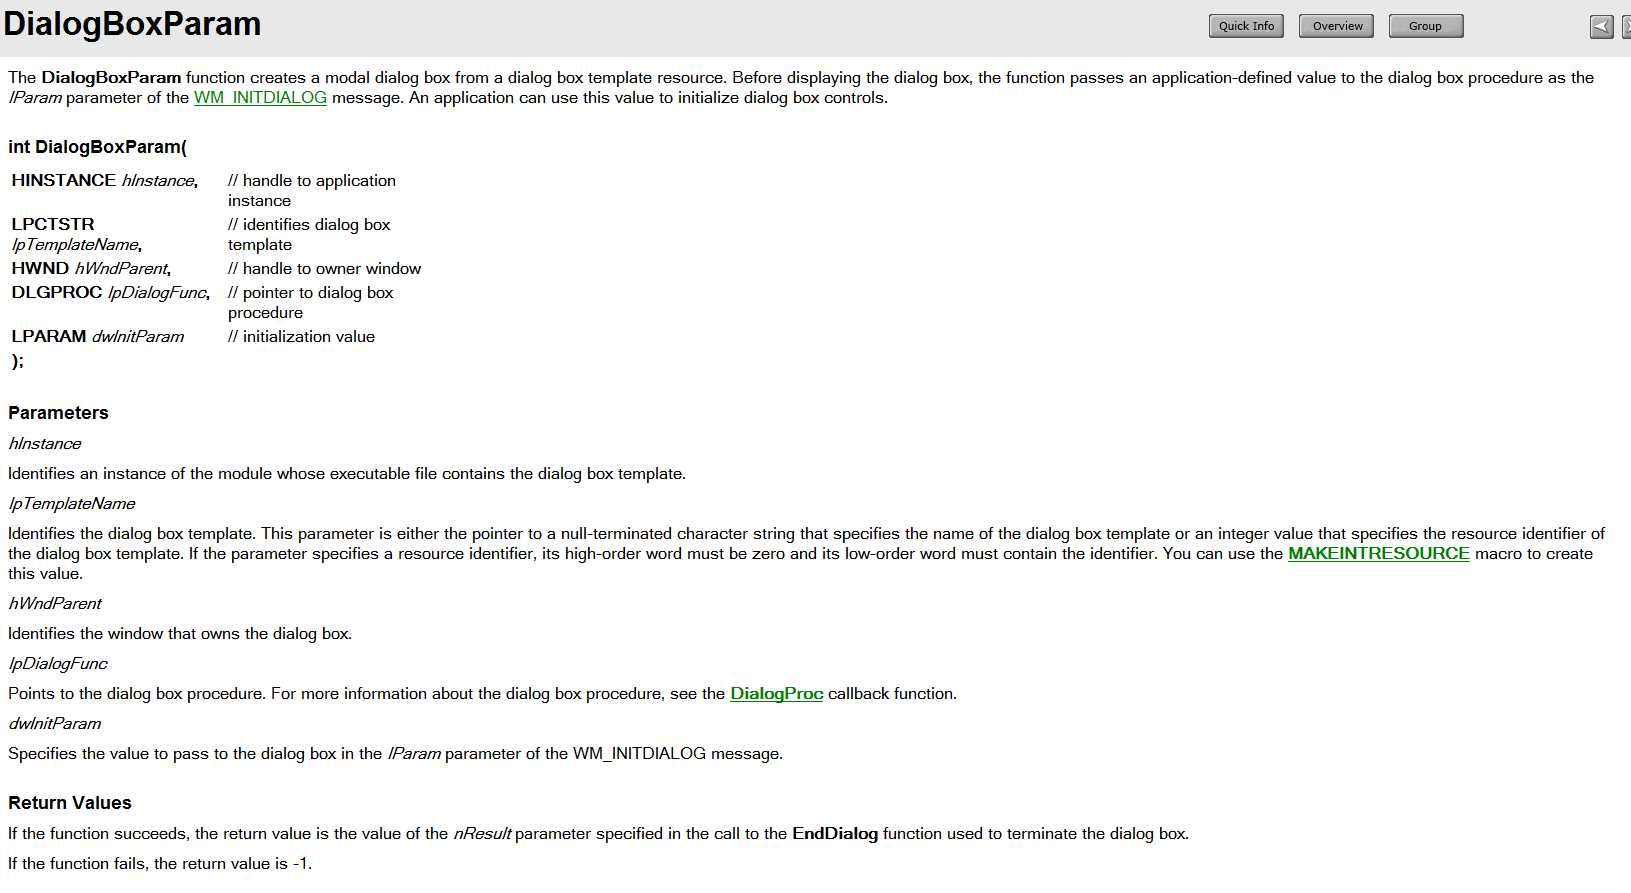 DialogBoxParam
Quick Info Overview Group
The DialogBoxParam function creates a modal dialog box from a dialog box template resource. Before displaying the dialog box, the function passes an application-defined value to the dialog box procedure as the
lParam parameter of the WM_INITDIALOG message. An application can use this value to initialize dialog box controls.
int DialogBoxParam(
HINSTANCE hInstance, // handle to application
instance
LPCTSTR // identifies dialog box
lpTemplateName, template
HWND hWndParent, // handle to owner window
DLGPROC lpDialogFunc, // pointer to dialog box
procedure
LPARAM dwInitParam // initialization value
);
Parameters
hInstance
Identifies an instance of the module whose executable file contains the dialog box template.
lpTemplateName
Identifies the dialog box template. This parameter is either the pointer to a null-terminated character string that specifies the name of the dialog box template or an integer value that specifies the resource identifier of
the dialog box template. If the parameter specifies a resource identifier, its high-order word must be zero and its low-order word must contain the identifier. You can use the MAKEINTRESOURCE macro to create
this value.
hWndParent
Identifies the window that owns the dialog box.
lpDialogFunc
Points to the dialog box procedure. For more information about the dialog box procedure, see the DialogProc callback function.
dwInitParam
Specifies the value to pass to the dialog box in the lParam parameter of the WM_INITDIALOG message.
Return Values
If the function succeeds, the return value is the value of the nResult parameter specified in the call to the EndDialog function used to terminate the dialog box.
If the function fails, the return value is -1.